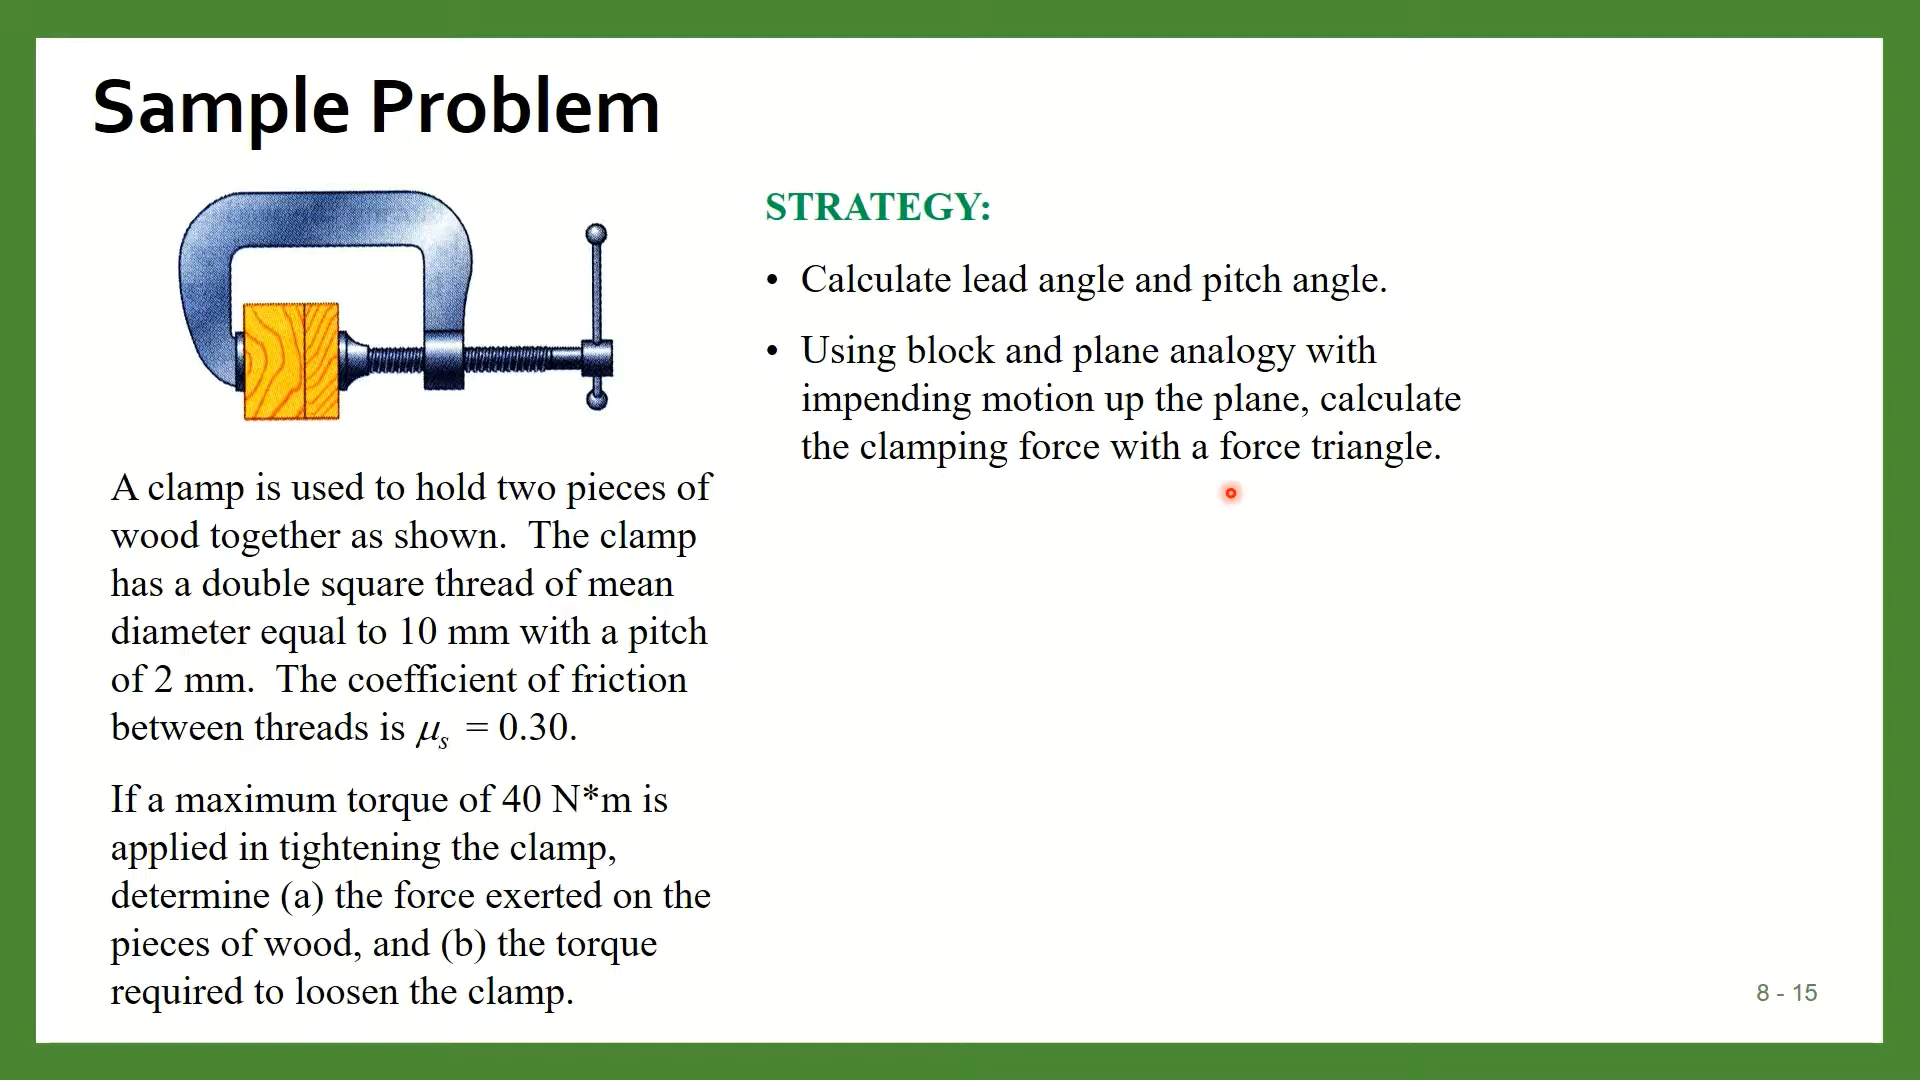 Sample Problem
STRATEGY:
• Calculate lead angle and pitch angle.
• Using block and plane analogy with
impending motion up the plane, calculate
the clamping force with a force triangle.
A clamp is used to hold two pieces of
wood together as shown.  The clamp
has a double square thread of mean
diameter equal to 10 mm with a pitch
of 2 mm.  The coefficient of friction
between threads is μₛ = 0.30.
If a maximum torque of 40 N*m is
applied in tightening the clamp,
determine (a) the force exerted on the
pieces of wood, and (b) the torque
required to loosen the clamp.
8 - 15